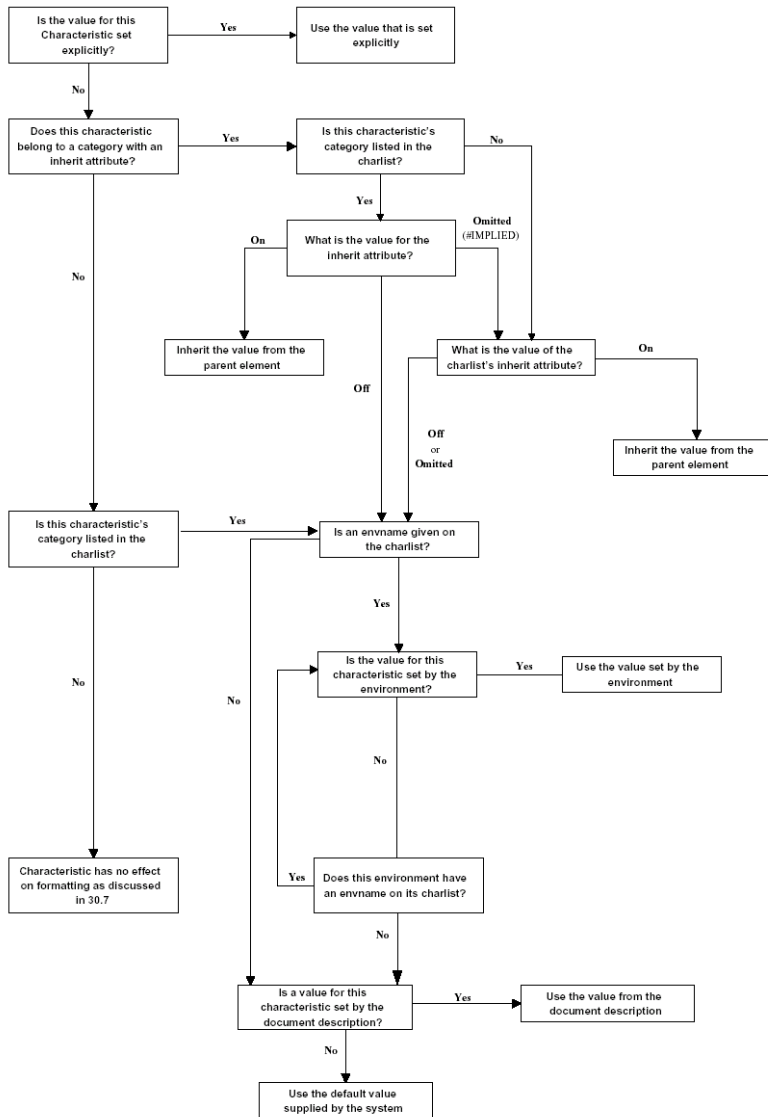 Is the value for this
Characteristic set
explicitly?
Yes
Use the value that is set
explicitly
No
Does this characteristic
belong to a category with an
inherit attribute?
Yes
Is this characteristic's
category listed in the
charlist?
No
Yes
What is the value for the
inherit attribute?
On
Omitted
(#IMPLIED)
No
Inherit the value from the
parent element
What is the value of the
charlist's inherit attribute?
On
Off
Off
or
Omitted
Inherit the value from the
parent element
Is this characteristic's
category listed in the
charlist?
Yes
Is an envname given on
the charlist?
Yes
Is the value for this
characteristic set by the
environment?
Yes
Use the value set by the
environment
No
No
No
Characteristic has no effect
on formatting as discussed
in 30.7
Yes
Does this environment have
an envname on its charlist?
No
Is a value for this
characteristic set by the
document description?
Yes
Use the value from the
document description
No
Use the default value
supplied by the system